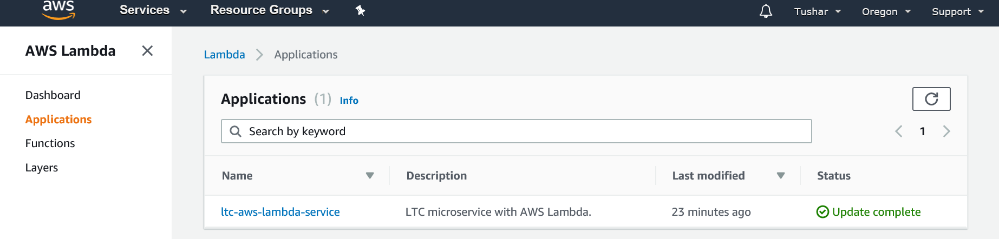 aws Services Resource Groups Tushar Oregon Support
AWS Lambda
Lambda Applications
Dashboard
Applications
Functions
Layers
Applications (1) Info
Search by keyword
1
Name Description Last modified Status
ltc-aws-lambda-service LTC microservice with AWS Lambda. 23 minutes ago Update complete